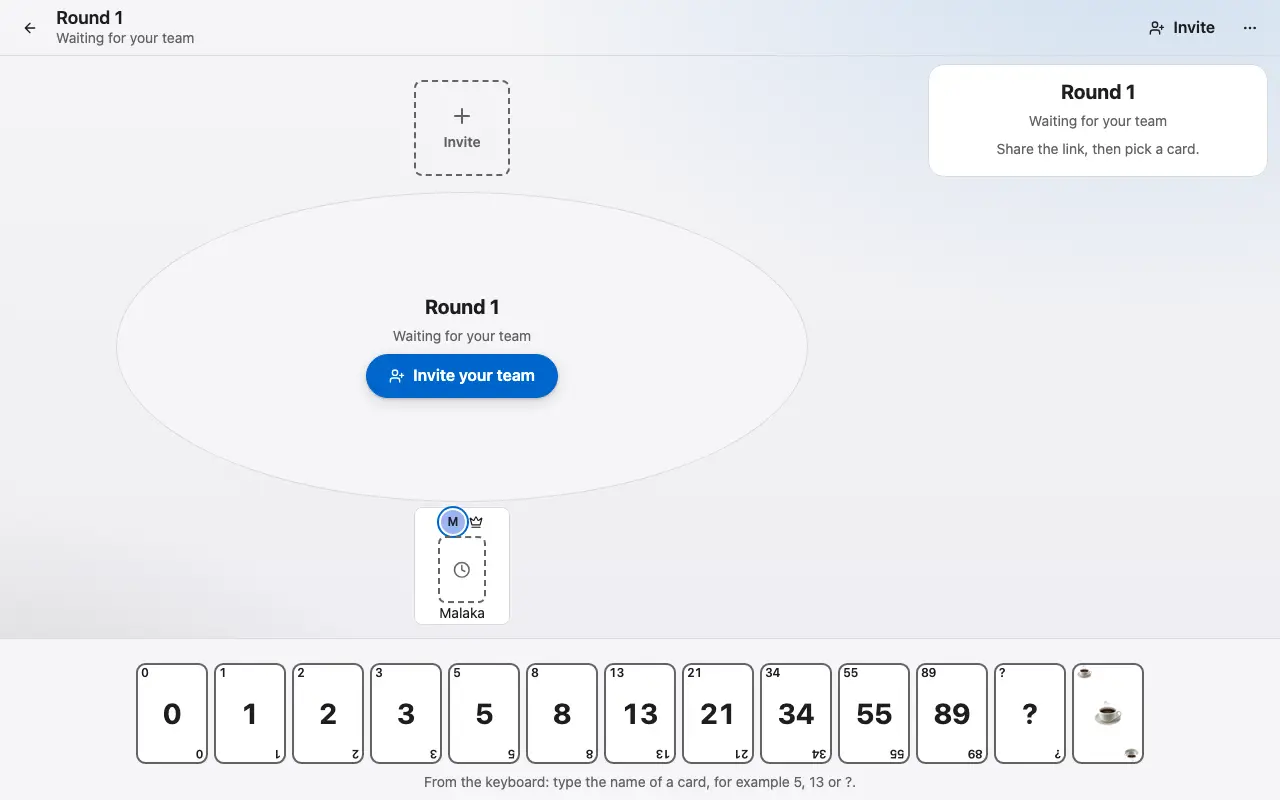 Round 1
Waiting for your team
Invite
Round 1
Waiting for your team
Share the link, then pick a card.
Invite
Round 1
Waiting for your team
Invite your team
M
Malaka
0 0 0
1 1 1
2 2 2
3 3 3
5 5 5
8 8 8
13 13 13
21 21 21
34 34 34
55 55 55
89 89 89
? ? ?
From the keyboard: type the name of a card, for example 5, 13 or ?.